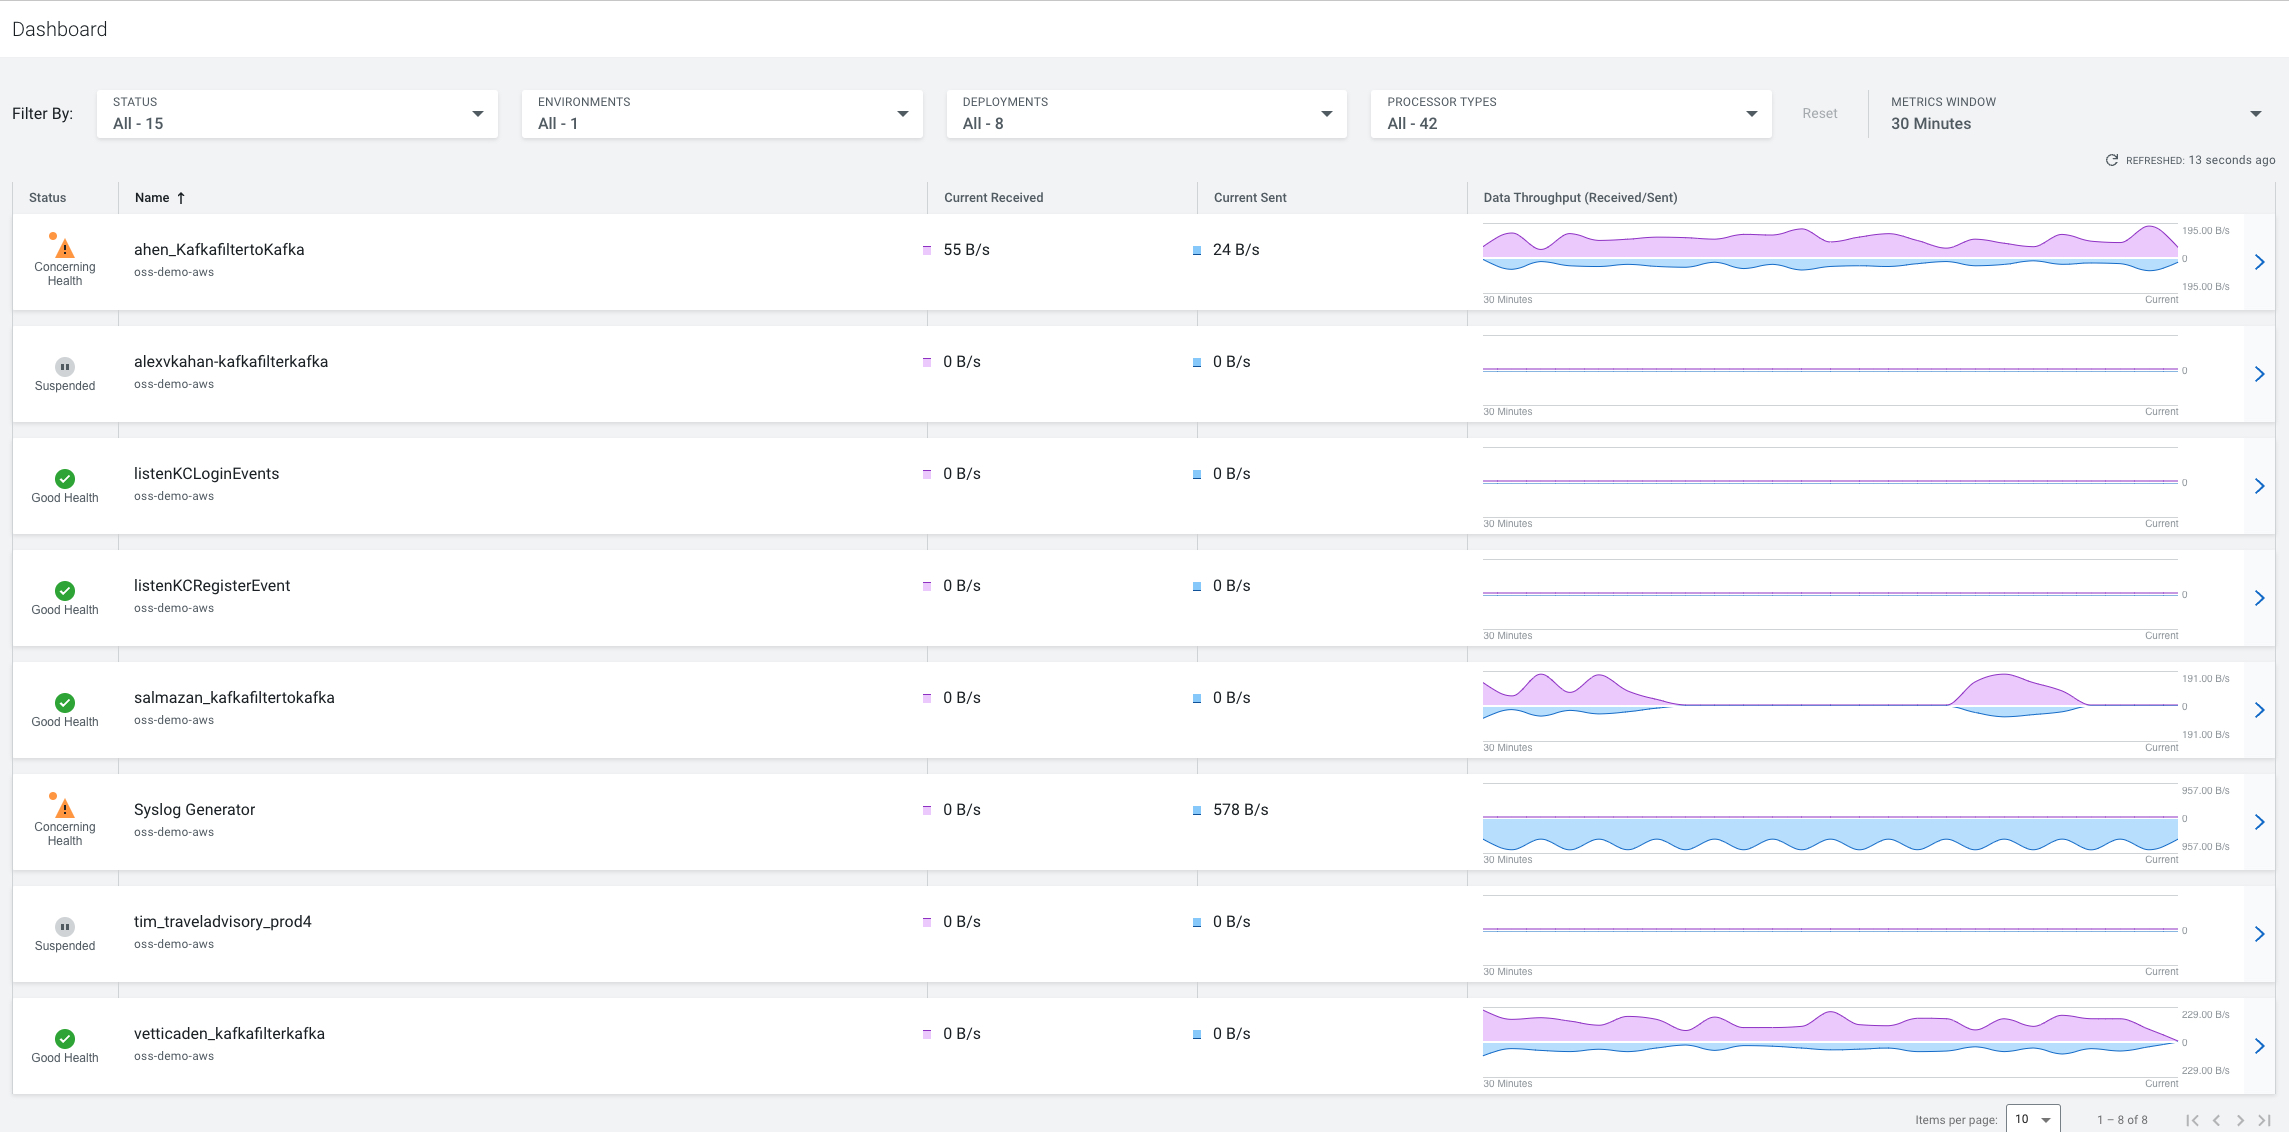 Dashboard
Filter By:
STATUS
All - 15
ENVIRONMENTS
All - 1
DEPLOYMENTS
All - 8
PROCESSOR TYPES
All - 42
Reset
METRICS WINDOW
30 Minutes
REFRESHED: 13 seconds ago
Status
Name
Current Received
Current Sent
Data Throughput (Received/Sent)
Concerning
Health
ahen_KafkafiltertoKafka
oss-demo-aws
55 B/s
24 B/s
195.00 B/s
0
195.00 B/s
30 Minutes
Current
Suspended
alexvkahan-kafkafilterkafka
oss-demo-aws
0 B/s
0 B/s
0
30 Minutes
Current
Good Health
listenKCLoginEvents
oss-demo-aws
0 B/s
0 B/s
0
30 Minutes
Current
Good Health
listenKCRegisterEvent
oss-demo-aws
0 B/s
0 B/s
0
30 Minutes
Current
Good Health
salmazan_kafkafiltertokafka
oss-demo-aws
0 B/s
0 B/s
191.00 B/s
0
191.00 B/s
30 Minutes
Current
Concerning
Health
Syslog Generator
oss-demo-aws
0 B/s
578 B/s
957.00 B/s
0
957.00 B/s
30 Minutes
Current
Suspended
tim_traveladvisory_prod4
oss-demo-aws
0 B/s
0 B/s
0
30 Minutes
Current
Good Health
vetticaden_kafkafilterkafka
oss-demo-aws
0 B/s
0 B/s
229.00 B/s
0
229.00 B/s
30 Minutes
Current
Items per page: 10
1 – 8 of 8